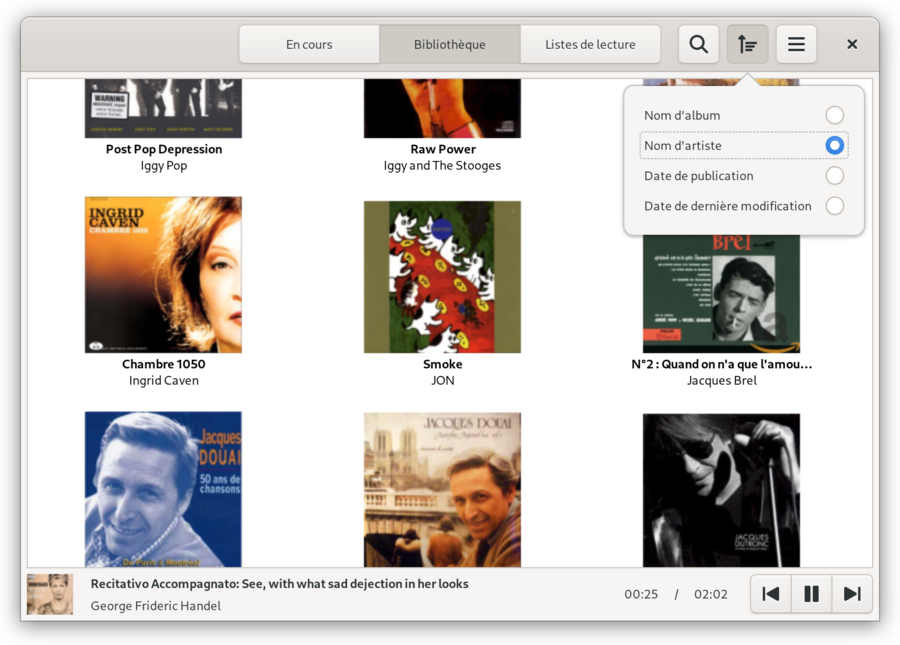 En cours
Bibliothèque
Listes de lecture
Nom d'album
Nom d'artiste
Date de publication
Date de dernière modification
WARNING
Post Pop Depression
Iggy Pop
Raw Power
Iggy and The Stooges
INGRID
CAVEN
CHAMBRE 1050
Brel
Chambre 1050
Ingrid Caven
Smoke
JON
N°2 : Quand on n'a que l'amou...
Jacques Brel
Jacques
DOUAI
50 ans de
chansons
De Paris à Montréal
JACQUES DOUAI
JACQUES
DUTRONC
Recitativo Accompagnato: See, with what sad dejection in her looks
George Frideric Handel
00:25 / 02:02